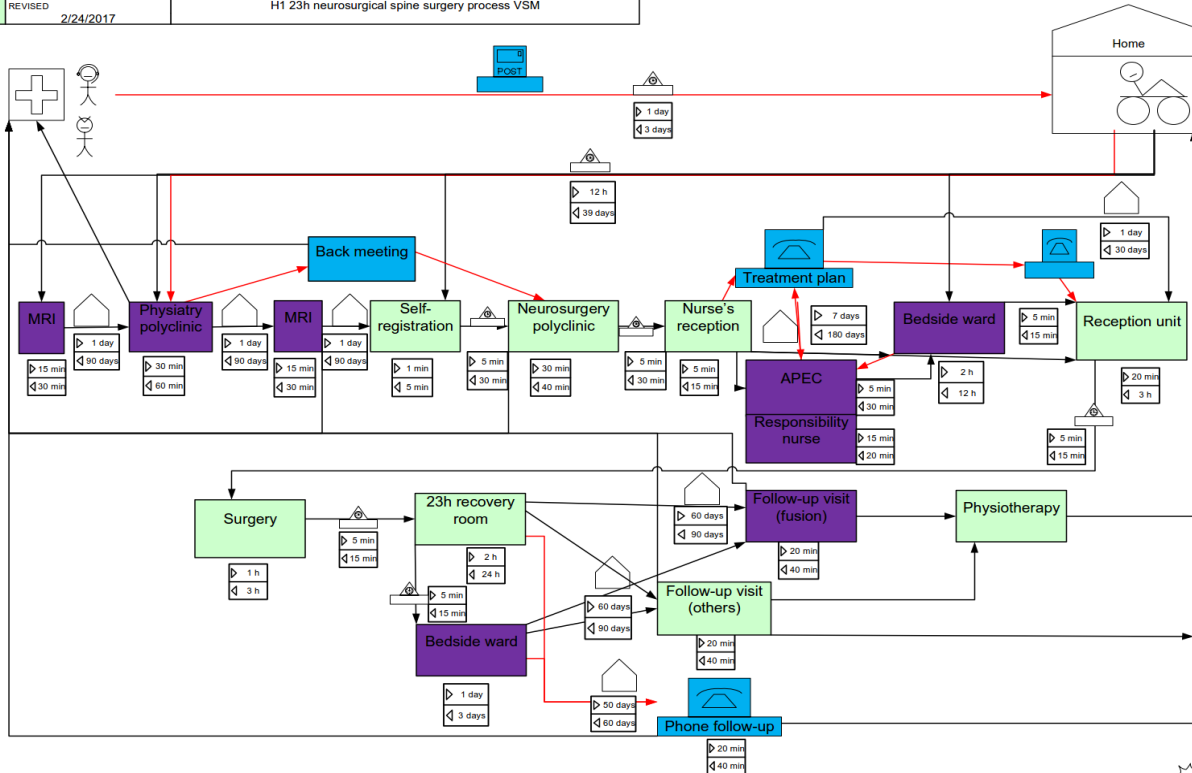 REVISED
2/24/2017
H1 23h neurosurgical spine surgery process VSM
Home
POST
1 day
3 days
12 h
39 days
1 day
30 days
Back meeting
Treatment plan
MRI
Physiatry
polyclinic
MRI
Self-
registration
Neurosurgery
polyclinic
Nurse's
reception
Bedside ward
Reception unit
1 day
90 days
1 day
90 days
1 day
90 days
5 min
30 min
5 min
30 min
7 days
180 days
5 min
15 min
15 min
30 min
30 min
60 min
15 min
30 min
1 min
5 min
30 min
40 min
5 min
15 min
APEC
5 min
30 min
2 h
12 h
20 min
3 h
Responsibility
nurse
15 min
20 min
5 min
15 min
Surgery
1 h
3 h
5 min
15 min
23h recovery
room
2 h
24 h
60 days
90 days
Follow-up visit
(fusion)
20 min
40 min
Physiotherapy
5 min
15 min
60 days
90 days
Follow-up visit
(others)
20 min
40 min
Bedside ward
1 day
3 days
50 days
60 days
Phone follow-up
20 min
40 min